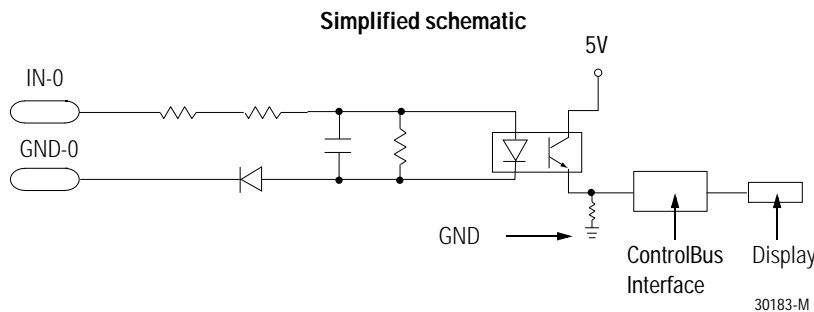 Simplified schematic
5V
IN-0
GND-0
GND
ControlBus
Interface
Display
30183-M